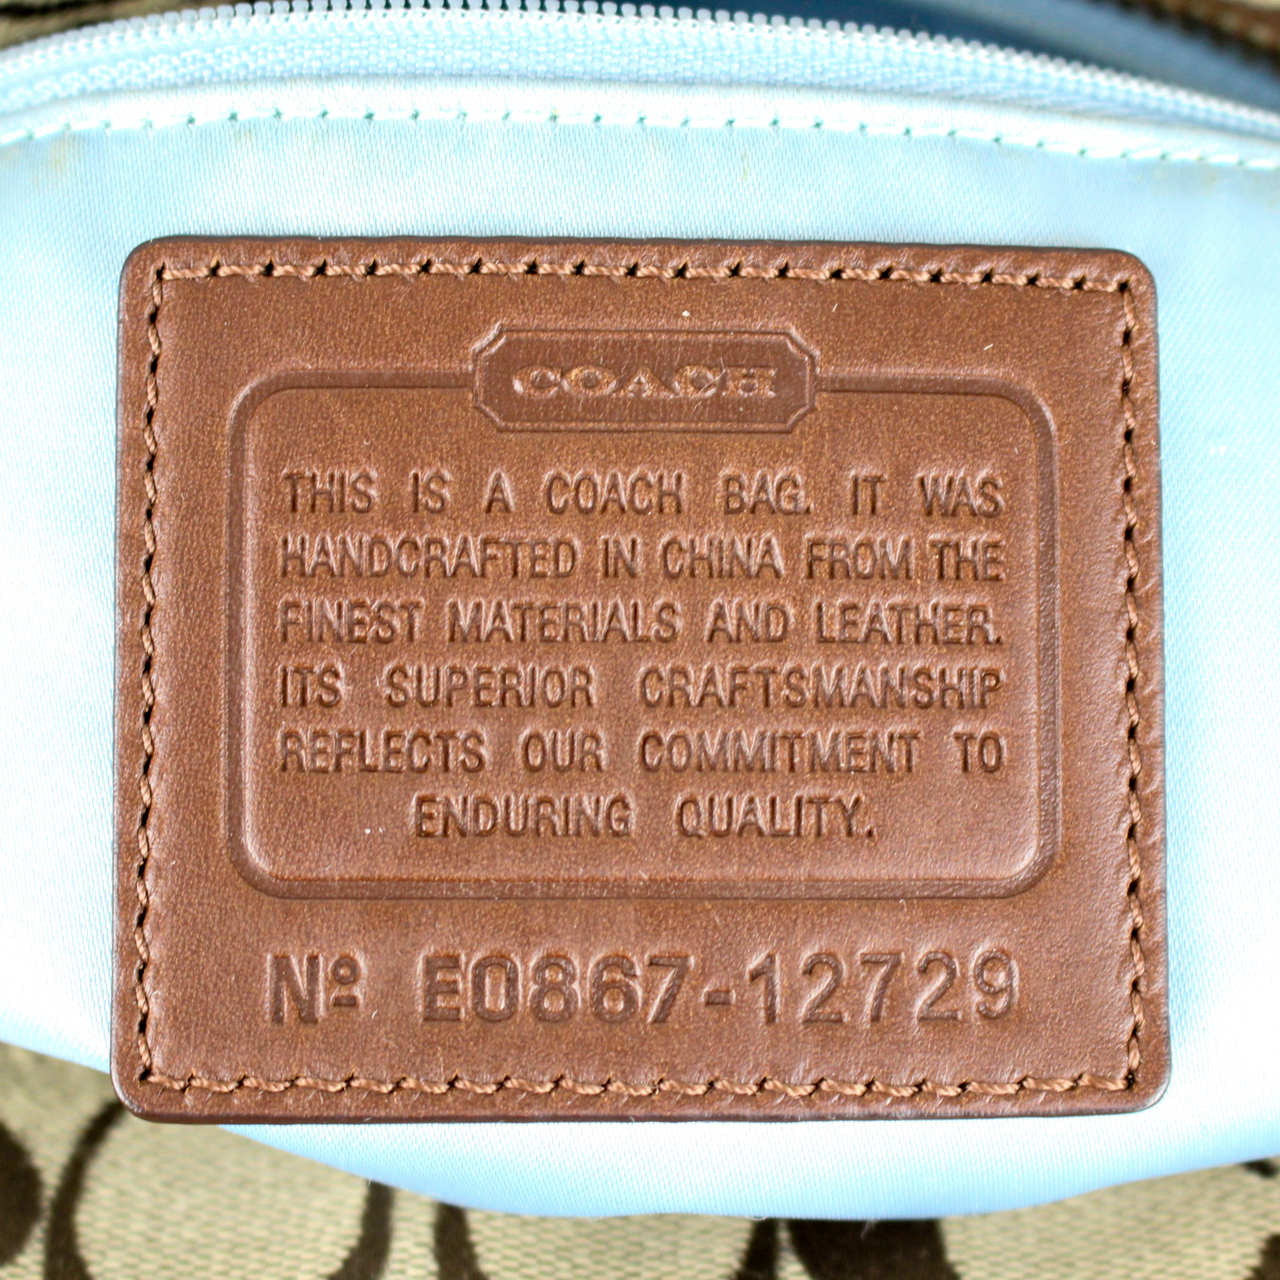 COACH
THIS IS A COACH BAG. IT WAS
HANDCRAFTED IN CHINA FROM THE
FINEST MATERIALS AND LEATHER.
ITS SUPERIOR CRAFTSMANSHIP
REFLECTS OUR COMMITMENT TO
ENDURING QUALITY.
Nº E0867-12729